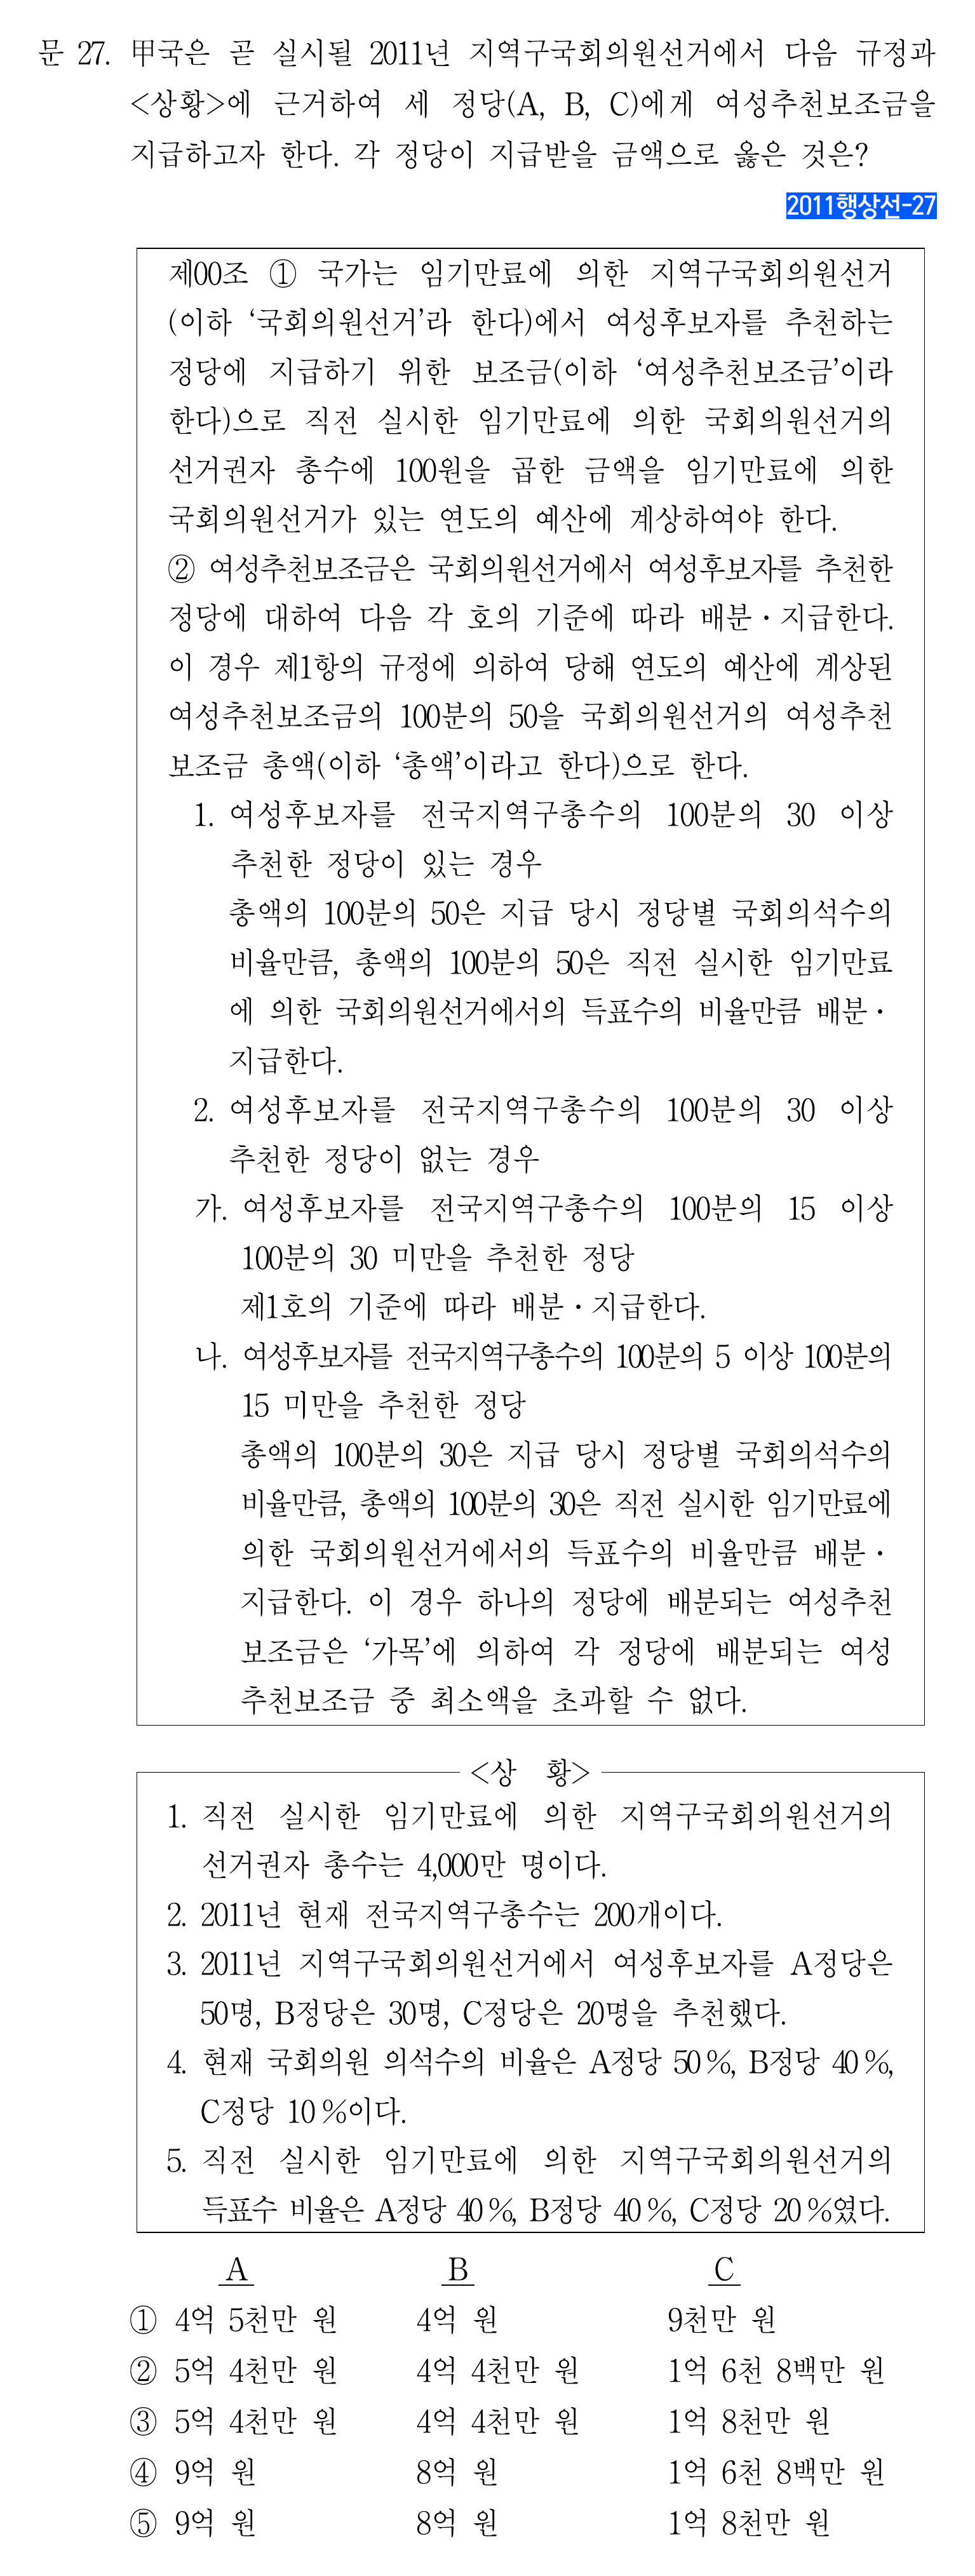 문 27. 甲국은 곧 실시될 2011년 지역구국회의원선거에서 다음 규정과
<상황>에 근거하여 세 정당(A, B, C)에게 여성추천보조금을
지급하고자 한다. 각 정당이 지급받을 금액으로 옳은 것은?
2011행상선-27
제00조 ① 국가는 임기만료에 의한 지역구국회의원선거
(이하 ‘국회의원선거’라 한다)에서 여성후보자를 추천하는
정당에 지급하기 위한 보조금(이하 ‘여성추천보조금’이라
한다)으로 직전 실시한 임기만료에 의한 국회의원선거의
선거권자 총수에 100원을 곱한 금액을 임기만료에 의한
국회의원선거가 있는 연도의 예산에 계상하여야 한다.
② 여성추천보조금은 국회의원선거에서 여성후보자를 추천한
정당에 대하여 다음 각 호의 기준에 따라 배분・지급한다.
이 경우 제1항의 규정에 의하여 당해 연도의 예산에 계상된
여성추천보조금의 100분의 50을 국회의원선거의 여성추천
보조금 총액(이하 ‘총액’이라고 한다)으로 한다.
1. 여성후보자를 전국지역구총수의 100분의 30 이상
추천한 정당이 있는 경우
총액의 100분의 50은 지급 당시 정당별 국회의석수의
비율만큼, 총액의 100분의 50은 직전 실시한 임기만료
에 의한 국회의원선거에서의 득표수의 비율만큼 배분・
지급한다.
2. 여성후보자를 전국지역구총수의 100분의 30 이상
추천한 정당이 없는 경우
가. 여성후보자를 전국지역구총수의 100분의 15 이상
100분의 30 미만을 추천한 정당
제1호의 기준에 따라 배분・지급한다.
나. 여성후보자를 전국지역구총수의 100분의 5 이상 100분의
15 미만을 추천한 정당
총액의 100분의 30은 지급 당시 정당별 국회의석수의
비율만큼, 총액의 100분의 30은 직전 실시한 임기만료에
의한 국회의원선거에서의 득표수의 비율만큼 배분・
지급한다. 이 경우 하나의 정당에 배분되는 여성추천
보조금은 ‘가목’에 의하여 각 정당에 배분되는 여성
추천보조금 중 최소액을 초과할 수 없다.
<상 황>
1. 직전 실시한 임기만료에 의한 지역구국회의원선거의
선거권자 총수는 4,000만 명이다.
2. 2011년 현재 전국지역구총수는 200개이다.
3. 2011년 지역구국회의원선거에서 여성후보자를 A정당은
50명, B정당은 30명, C정당은 20명을 추천했다.
4. 현재 국회의원 의석수의 비율은 A정당 50%, B정당 40%,
C정당 10%이다.
5. 직전 실시한 임기만료에 의한 지역구국회의원선거의
득표수 비율은 A정당 40%, B정당 40%, C정당 20%였다.
A B C
① 4억 5천만 원 4억 원 9천만 원
② 5억 4천만 원 4억 4천만 원 1억 6천 8백만 원
③ 5억 4천만 원 4억 4천만 원 1억 8천만 원
④ 9억 원 8억 원 1억 6천 8백만 원
⑤ 9억 원 8억 원 1억 8천만 원